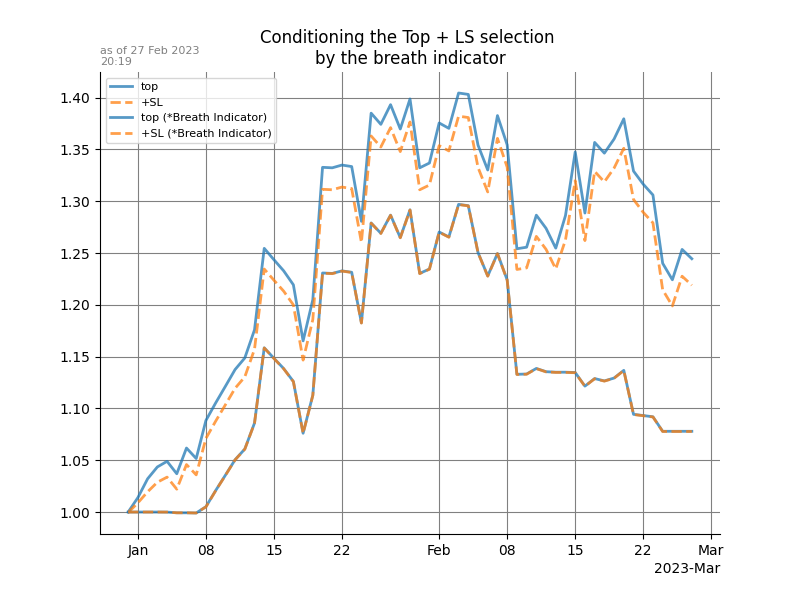 Conditioning the Top + LS selection
by the breath indicator
as of 27 Feb 2023
20:19
top
+SL
top (*Breath Indicator)
+SL (*Breath Indicator)
1.40
1.35
1.30
1.25
1.20
1.15
1.10
1.05
1.00
Jan 08 15 22 Feb 08 15 22 Mar
2023-Mar